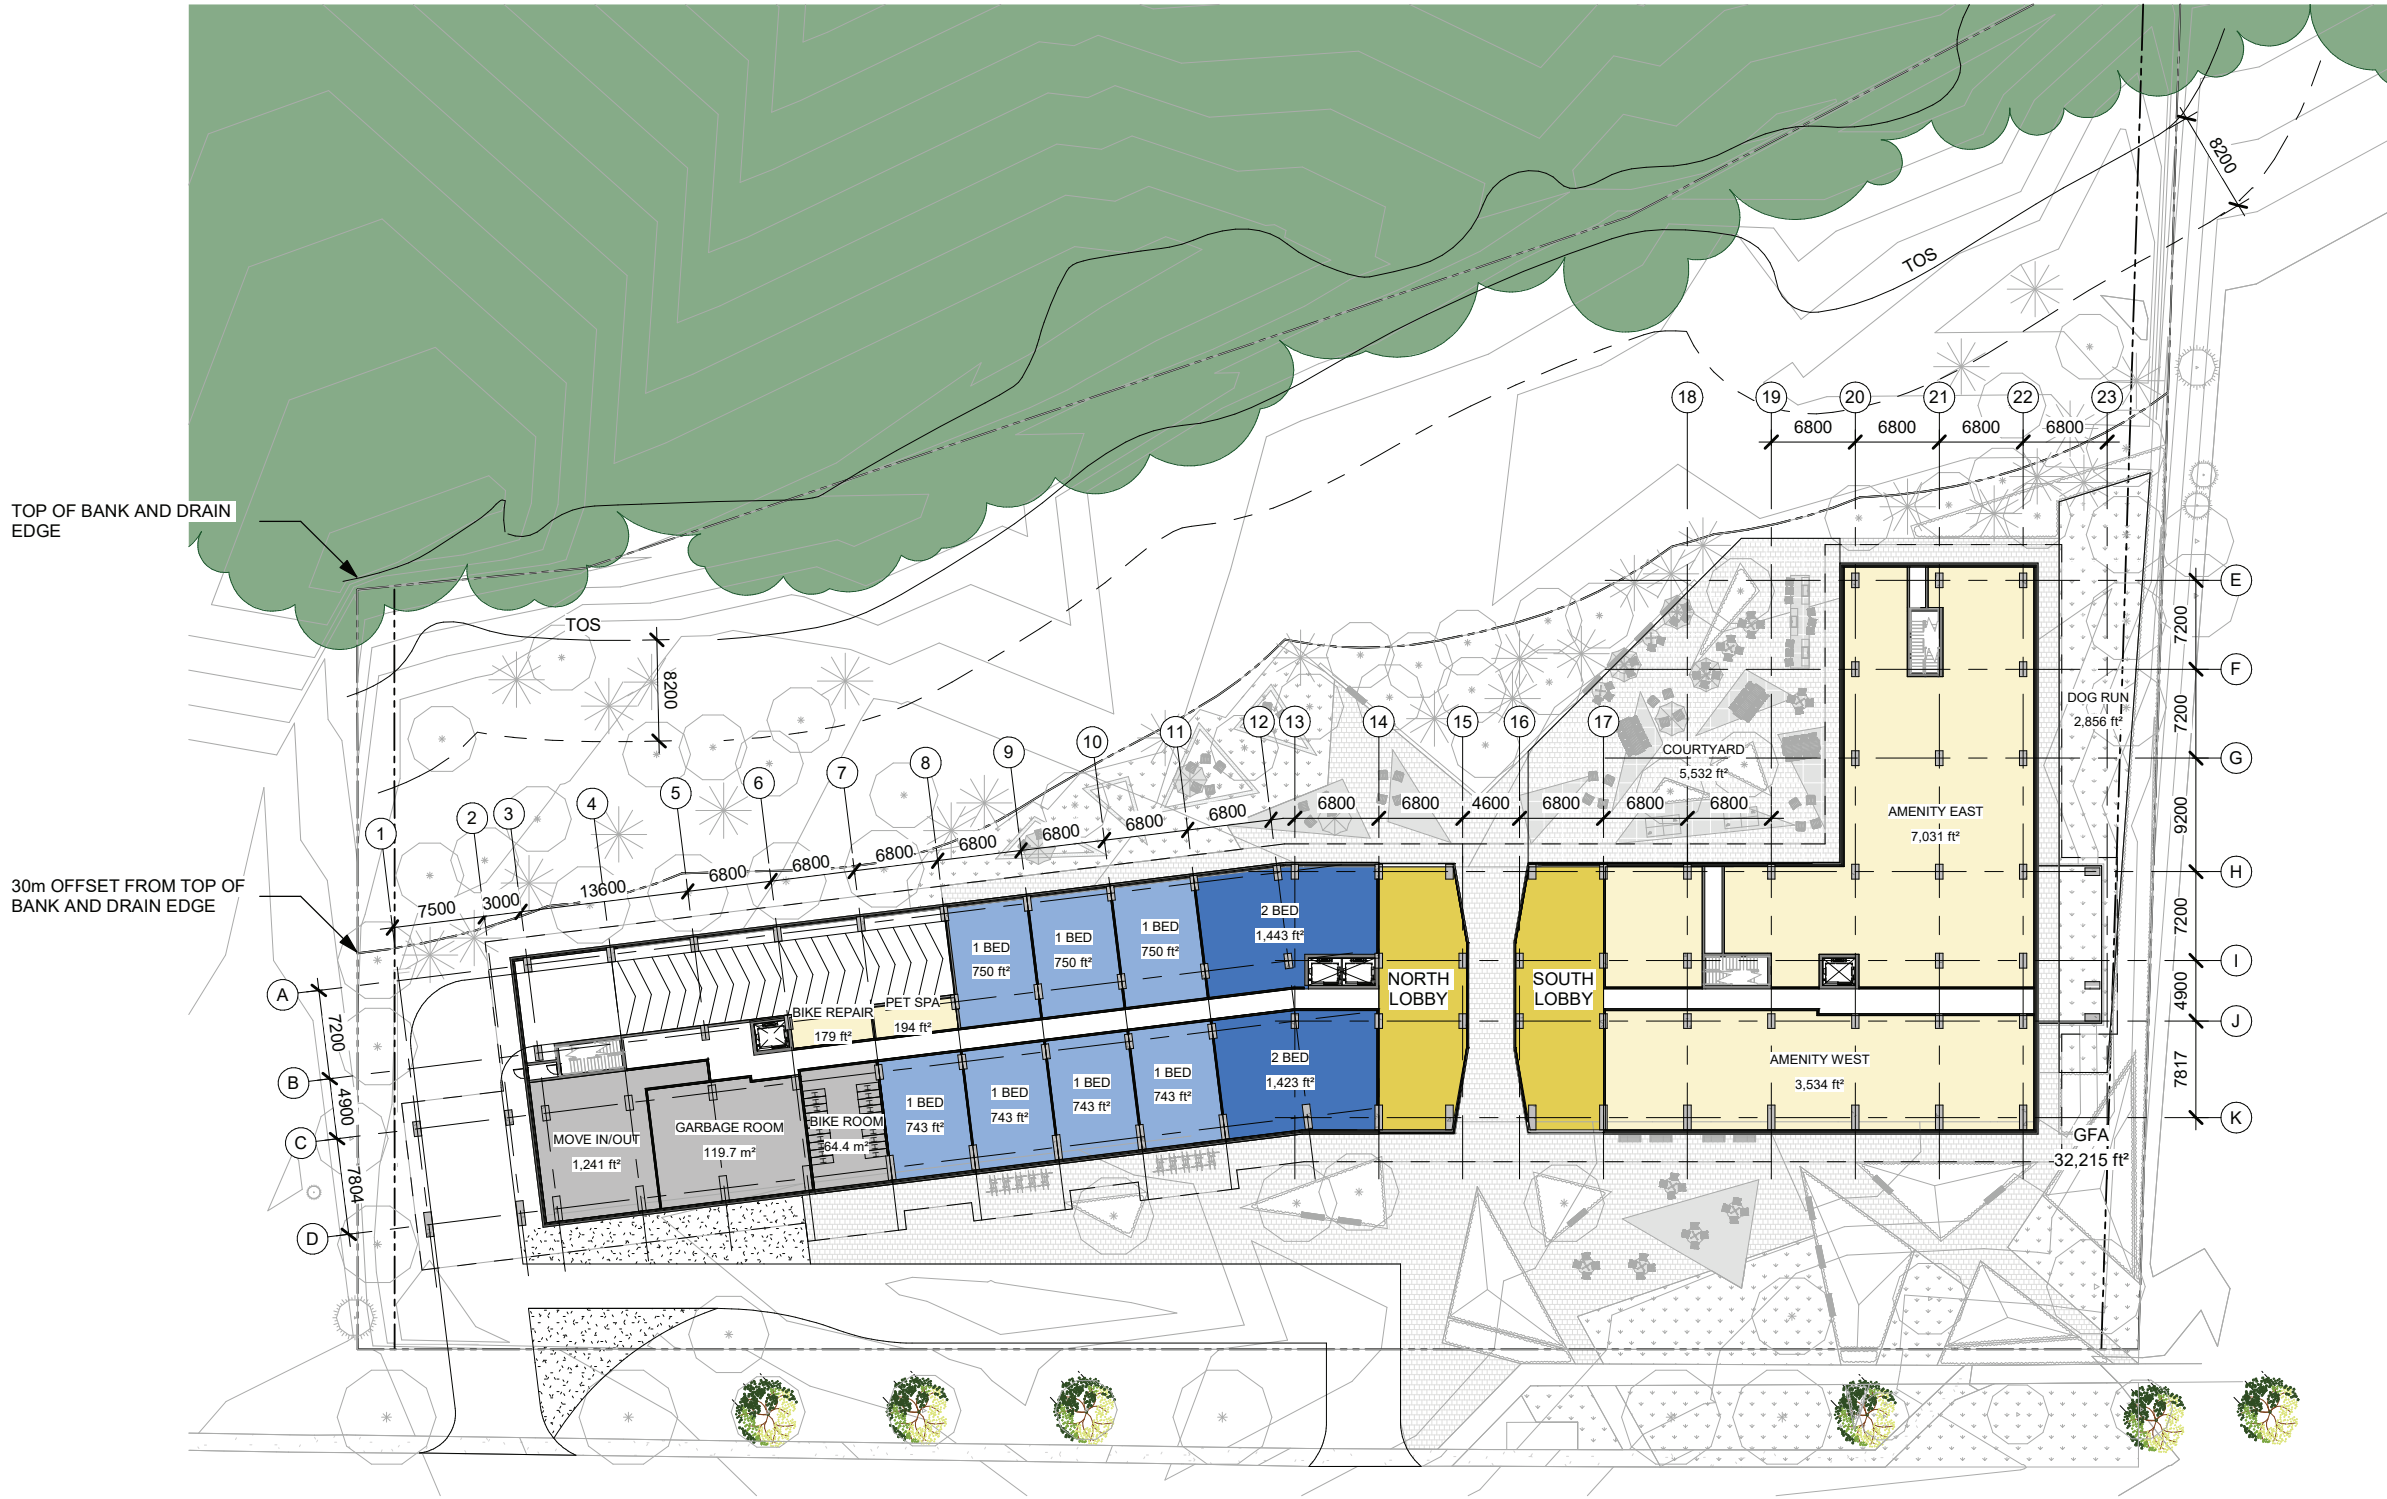 8200
TOS
18
19
20
21
22
23
6800
6800
6800
6800
TOP OF BANK AND DRAIN
EDGE
E
7200
TOS
F
8200
DOG RUN
2,856 ft²
7200
12
13
14
15
16
17
11
10
9
8
7
6
5
4
3
2
1
COURTYARD
5,532 ft²
G
6800
6800
4600
6800
6800
6800
7500
3000
13600
6800
6800
6800
6800
6800
6800
6800
AMENITY EAST
7,031 ft²
9200
H
30m OFFSET FROM TOP OF
BANK AND DRAIN EDGE
7200
2 BED
1,443 ft²
1 BED
750 ft²
1 BED
750 ft²
1 BED
750 ft²
I
NORTH
LOBBY
SOUTH
LOBBY
A
7200
PET SPA
194 ft²
BIKE REPAIR
179 ft²
4900
J
2 BED
1,423 ft²
AMENITY WEST
3,534 ft²
7817
B
4900
1 BED
743 ft²
1 BED
743 ft²
1 BED
743 ft²
1 BED
743 ft²
BIKE ROOM
64.4 m²
GARBAGE ROOM
119.7 m²
MOVE IN/OUT
1,241 ft²
K
GFA
32,215 ft²
C
7804
D